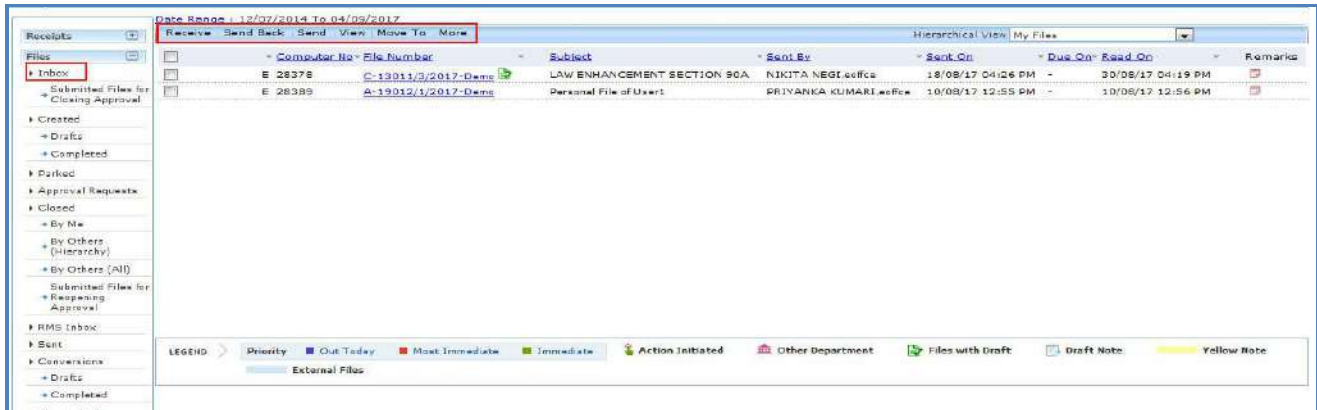 Date Range : 12/07/2014 To 04/09/2017
Receipts
Receive Send Back Send View Move To More
Hierarchical View My Files
Files
Computer No File Number Subject Sent By Sent On Due On Read On Remarks
Inbox
E 28378 C-13011/3/2017-Demo LAW ENHANCEMENT SECTION 90A NIKITA NEGI,eoffce 18/08/17 04:26 PM - 30/08/17 04:19 PM
E 28389 A-19012/1/2017-Demo Personal File of User1 PRIYANKA KUMARI,eoffce 10/08/17 12:55 PM - 10/08/17 12:56 PM
Submitted Files for
Closing Approval
Created
Drafts
Completed
Parked
Approval Requests
Closed
By Me
By Others
(Hierarchy)
By Others (All)
Submitted Files for
Reopening
Approval
RMS Inbox
Sent
Conversions
Drafts
Completed
LEGEND Priority Out Today Most Immediate Immediate Action Initiated Other Department Files with Draft Draft Note Yellow Note
External Files